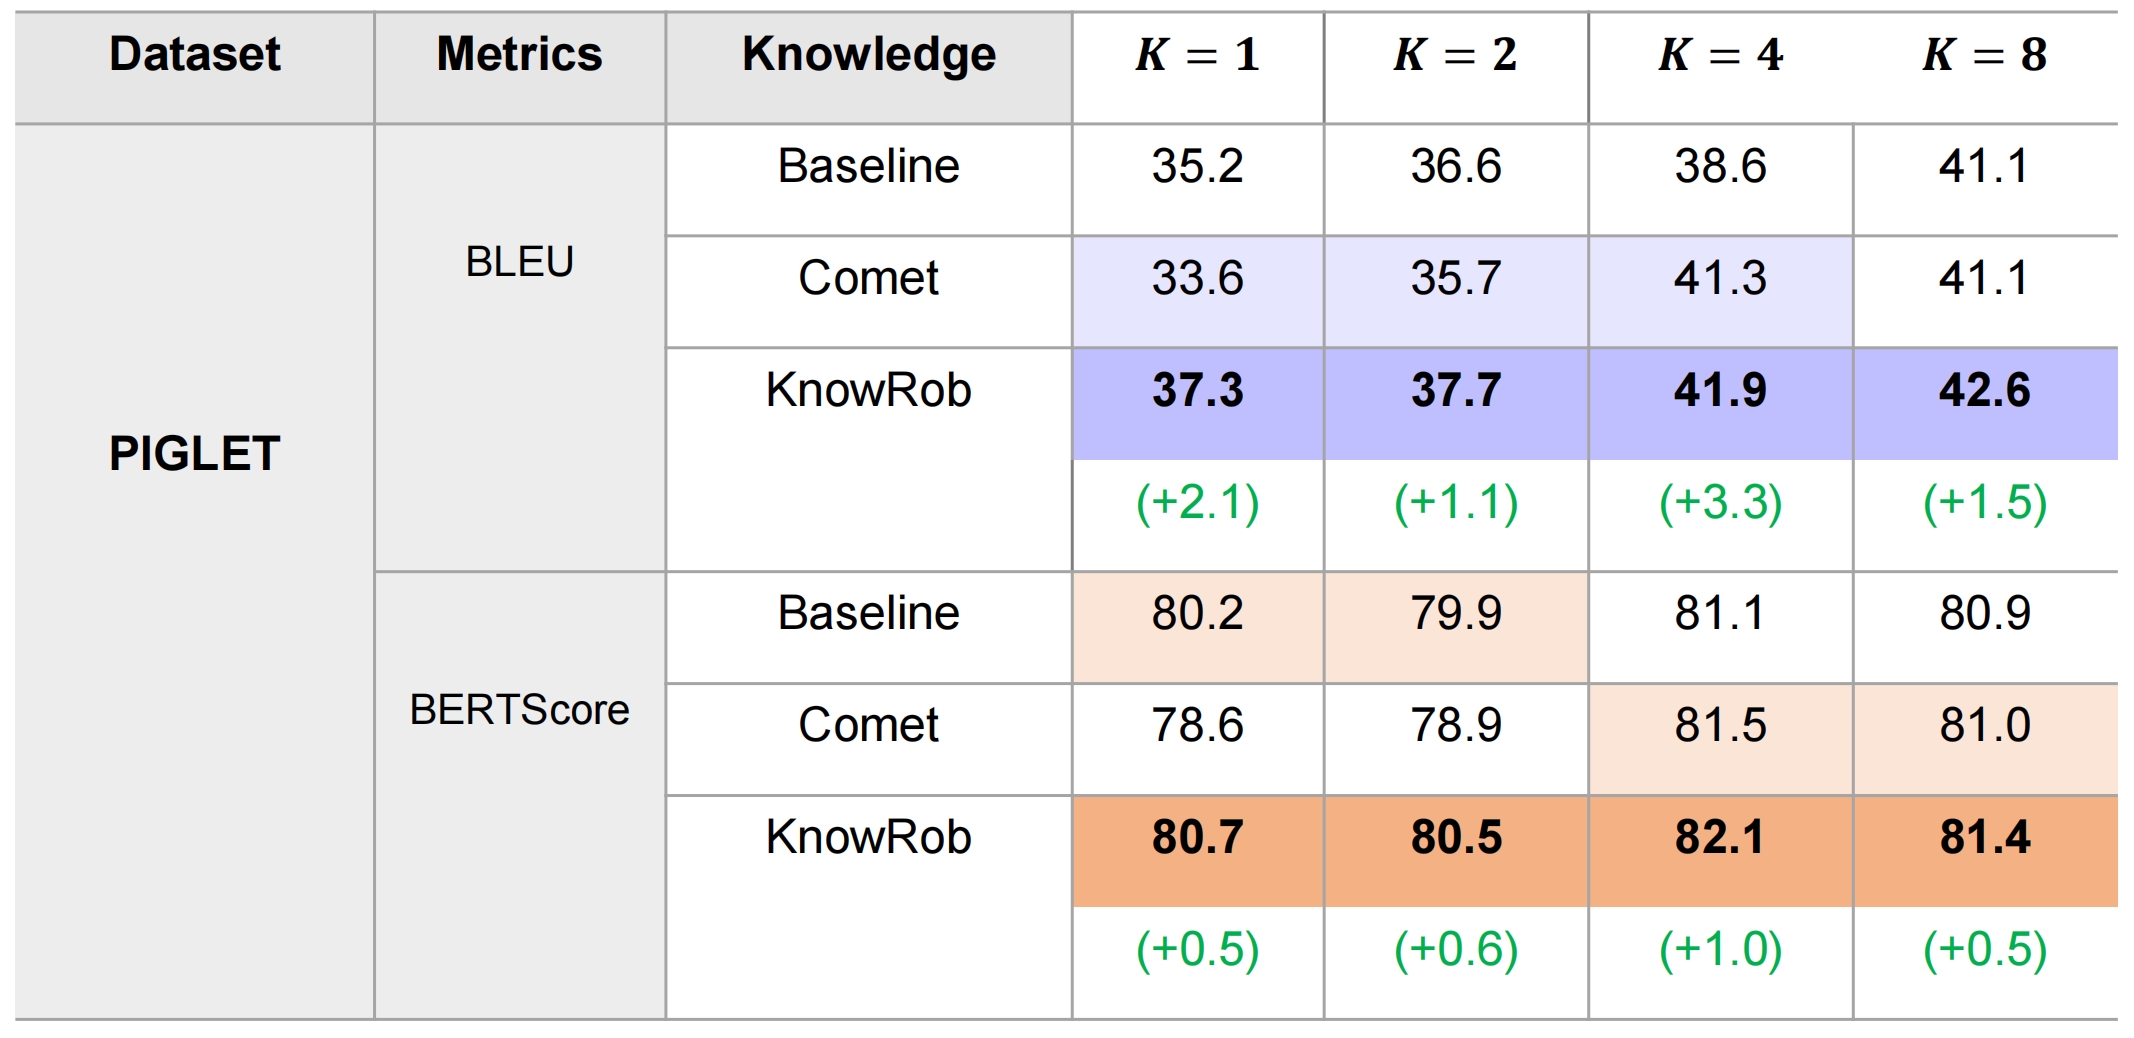 Dataset Metrics Knowledge K = 1 K = 2 K = 4 K = 8
PIGLET
BLEU
Baseline 35.2 36.6 38.6 41.1
Comet 33.6 35.7 41.3 41.1
KnowRob 37.3 37.7 41.9 42.6
(+2.1) (+1.1) (+3.3) (+1.5)
BERTScore
Baseline 80.2 79.9 81.1 80.9
Comet 78.6 78.9 81.5 81.0
KnowRob 80.7 80.5 82.1 81.4
(+0.5) (+0.6) (+1.0) (+0.5)